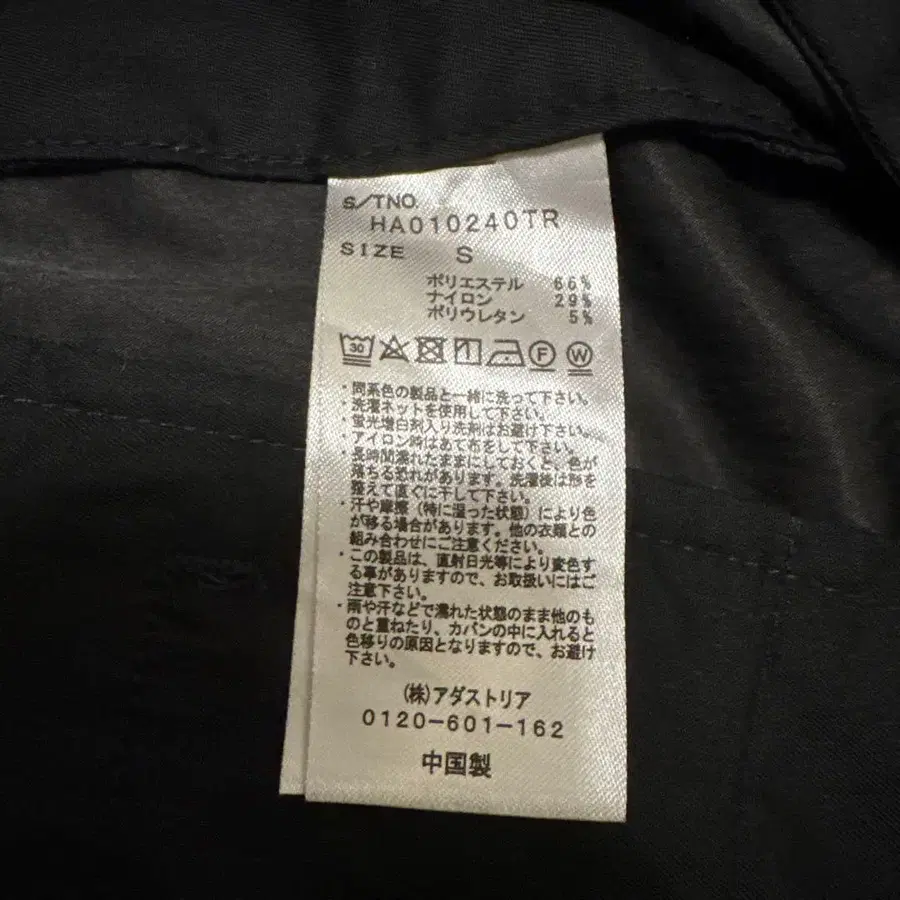 S/TNO.
HA010240TR
SIZE S
ポリエステル 66%
ナイロン 29%
ポリウレタン 5%
30 F W
・同系色の製品と一緒に洗って下さい。
・洗濯ネットを使用して下さい。
・蛍光増白剤入り洗剤はお避け下さい。
・アイロン時はあて布をして下さい。
・長時間濡れたままにしておくと、色が
落ちる恐れがあります。洗濯後は形を
整えて直ぐに干して下さい。
・汗や摩擦（特に湿った状態）により色
が移る場合があります。他の衣類との
組み合わせにご注意ください。
・この製品は、直射日光等により変色す
る事がありますので、お取扱いにはご
注意下さい。
・雨や汗などで濡れた状態のまま他のも
のと重ねたり、カバンの中に入れると
色移りの原因となりますので、お避け
下さい。
(株)アダストリア
0120-601-162
中国製